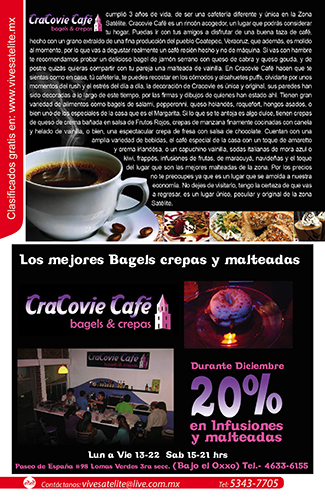 Clasificados gratis en: www.vivesatelite.mx
CraCovie Café
bagels & crepas
cumplió 3 años de vida, de ser una cafetería diferente y única en la Zona
Satélite. Cracovie Café es un rincón acogedor, un lugar que podrías considerar
tu hogar. Puedes ir con tus amigos a disfrutar de una buena taza de café,
hecho con un grano extraído de una fina producción del pueblo Coatepec, Veracruz, que además, es molido
al momento, por lo que vas a degustar realmente un café recién hecho y no de máquina. Si vas con hambre
te recomendamos probar un delicioso bagel de jamón serrano con queso de cabra y queso gouda, y de
postre quizás quieras compartir con tu pareja una malteada de vainilla. En Cracovie Café hacen que te
sientas como en casa, tú cafetería, te puedes recostar en los cómodos y alcahuetes puffs, olvidarte por unos
momentos del rush y el estrés del día a día, la decoración de Cracovie es única y original, sus paredes han
sido decoradas a lo largo de este tiempo, por las firmas y dibujos de quienes han estado ahí. Tienen gran
variedad de alimentos como bagels de salami, pepperoni, queso holandés, roquefort, hongos asados, o
bien uno de los especiales de la casa que es el Margarita. Si lo que se te antoja es algo dulce, tienen crepas
de queso de crema bañada en salsa de Frutos Rojos, crepas de manzana finamente cocinadas con canela
y helado de vainilla, o bien, una espectacular crepa de fresa con salsa de chocolate. Cuentan con una
amplia variedad de bebidas, el café especial de la casa con un toque de amaretto
y crema irlandesa, o un capuchino vainilla, sodas italianas de mora azul o
kiwi, frappés, infusiones de frutas, de maracuyá, navideñas y el toque
del lugar que son las mejores malteadas de la zona. Por los precios
no te preocupes ya que es un lugar que se amolda a nuestra
economía. No dejes de visitarlo, tengo la certeza de que vas
a regresar, es un lugar único, peculiar y original de la zona
Satélite.
Los mejores Bagels crepas y malteadas
CraCovie Café
bagels & crepas
CraCovie Café
Durante Diciembre
20%
en Infusiones
y malteadas
Lun a Vie 13-22 Sab 15-21 hrs
Paseo de España #98 Lomas Verdes 3ra secc. (Bajo el Oxxo) Tel.- 4633-6155
Contáctanos: vivesatelite@live.com.mx
Tel: 5343-7705